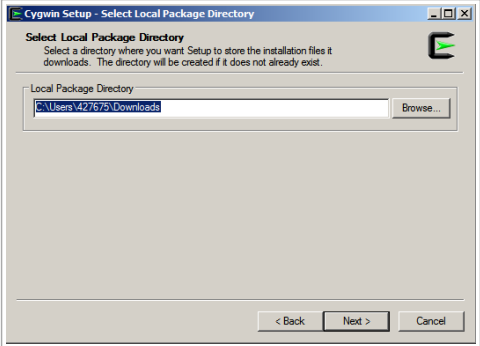 Cygwin Setup - Select Local Package Directory
Select Local Package Directory
Select a directory where you want Setup to store the installation files it
downloads. The directory will be created if it does not already exist.
Local Package Directory
C:\Users\427675\Downloads
Browse...
< Back
Next >
Cancel